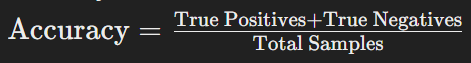 Accuracy = True Positives+True Negatives / Total Samples